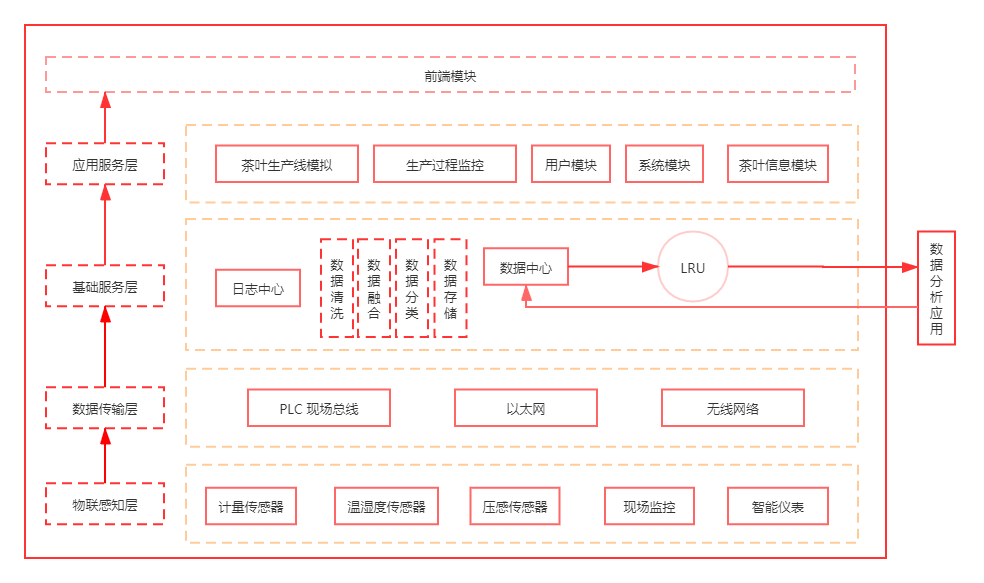 前端模块
应用服务层
茶叶生产线模拟
生产过程监控
用户模块
系统模块
茶叶信息模块
基础服务层
日志中心
数据清洗
数据融合
数据分类
数据存储
数据中心
LRU
数据分析应用
数据传输层
PLC 现场总线
以太网
无线网络
物联感知层
计量传感器
温湿度传感器
压感传感器
现场监控
智能仪表